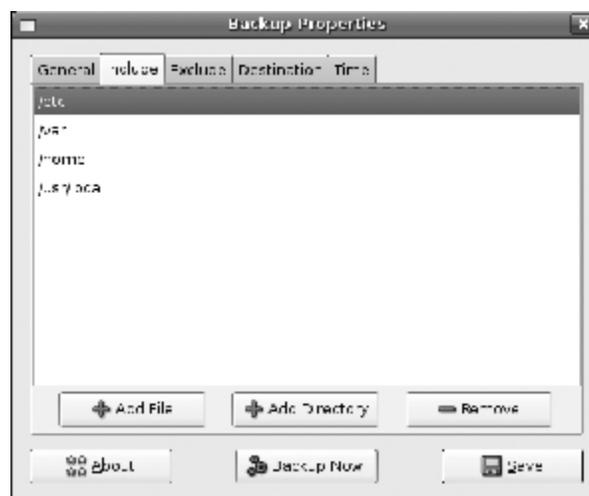 Backup Properties
General Include Exclude Destination Time
/etc
/var
/home
/usr/local
Add File Add Directory Remove
About Backup Now Save